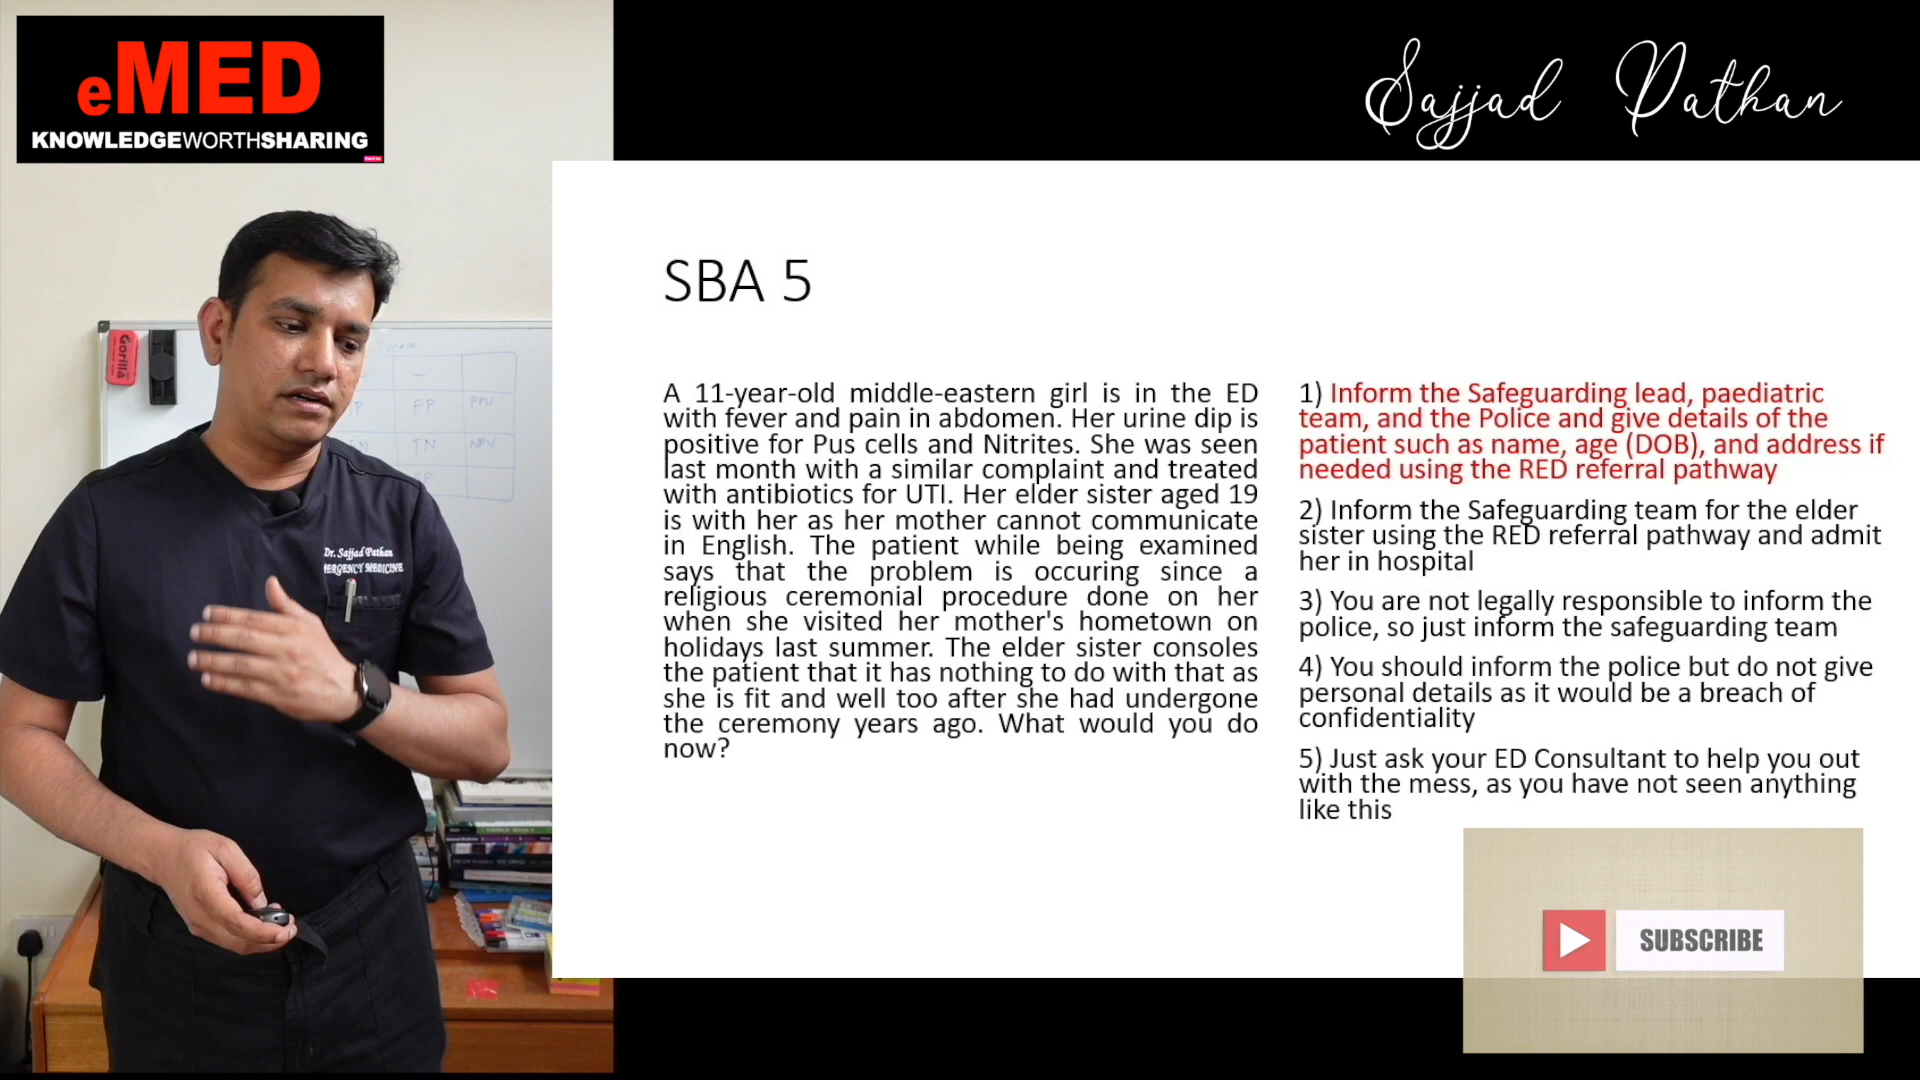 eMED
KNOWLEDGEWORTHSHARING
Sajjad Pathan
SBA 5
A 11-year-old middle-eastern girl is in the ED
with fever and pain in abdomen. Her urine dip is
positive for Pus cells and Nitrites. She was seen
last month with a similar complaint and treated
with antibiotics for UTI. Her elder sister aged 19
is with her as her mother cannot communicate
in English. The patient while being examined
says that the problem is occuring since a
religious ceremonial procedure done on her
when she visited her mother's hometown on
holidays last summer. The elder sister consoles
the patient that it has nothing to do with that as
she is fit and well too after she had undergone
the ceremony years ago. What would you do
now?
1) Inform the Safeguarding lead, paediatric
team, and the Police and give details of the
patient such as name, age (DOB), and address if
needed using the RED referral pathway
2) Inform the Safeguarding team for the elder
sister using the RED referral pathway and admit
her in hospital
3) You are not legally responsible to inform the
police, so just inform the safeguarding team
4) You should inform the police but do not give
personal details as it would be a breach of
confidentiality
5) Just ask your ED Consultant to help you out
with the mess, as you have not seen anything
like this
SUBSCRIBE
Gorilla
FP
PPV
TN
NPV
Dr. Sajjad Pathan
MEDICINE